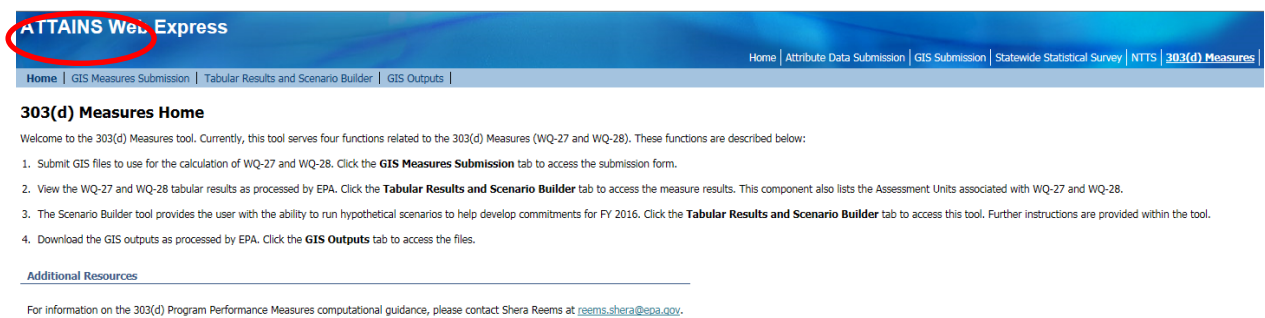 ATTAINS Web Express
Home | Attribute Data Submission | GIS Submission | Statewide Statistical Survey | NTTS | 303(d) Measures |
Home | GIS Measures Submission | Tabular Results and Scenario Builder | GIS Outputs |
303(d) Measures Home
Welcome to the 303(d) Measures tool. Currently, this tool serves four functions related to the 303(d) Measures (WQ-27 and WQ-28). These functions are described below:
1. Submit GIS files to use for the calculation of WQ-27 and WQ-28. Click the GIS Measures Submission tab to access the submission form.
2. View the WQ-27 and WQ-28 tabular results as processed by EPA. Click the Tabular Results and Scenario Builder tab to access the measure results. This component also lists the Assessment Units associated with WQ-27 and WQ-28.
3. The Scenario Builder tool provides the user with the ability to run hypothetical scenarios to help develop commitments for FY 2016. Click the Tabular Results and Scenario Builder tab to access this tool. Further instructions are provided within the tool.
4. Download the GIS outputs as processed by EPA. Click the GIS Outputs tab to access the files.
Additional Resources
For information on the 303(d) Program Performance Measures computational guidance, please contact Shera Reems at reems.shera@epa.gov.